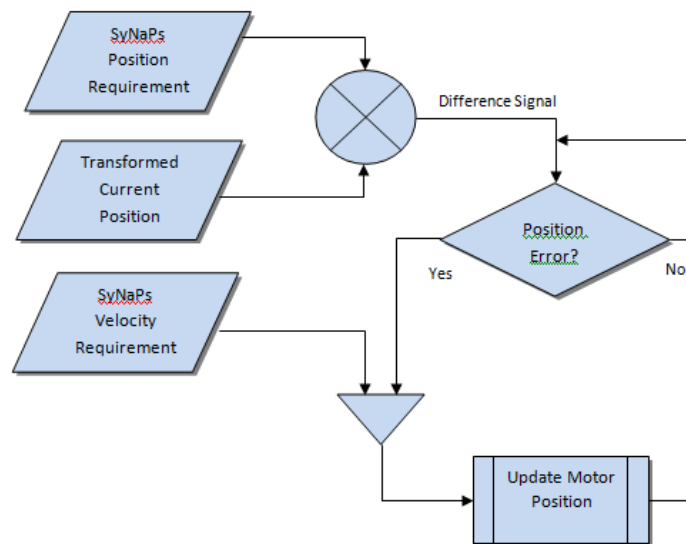 SyNaPs
Position
Requirement
Difference Signal
Transformed
Current
Position
Position
Error?
Yes
No
SyNaPs
Velocity
Requirement
Update Motor
Position